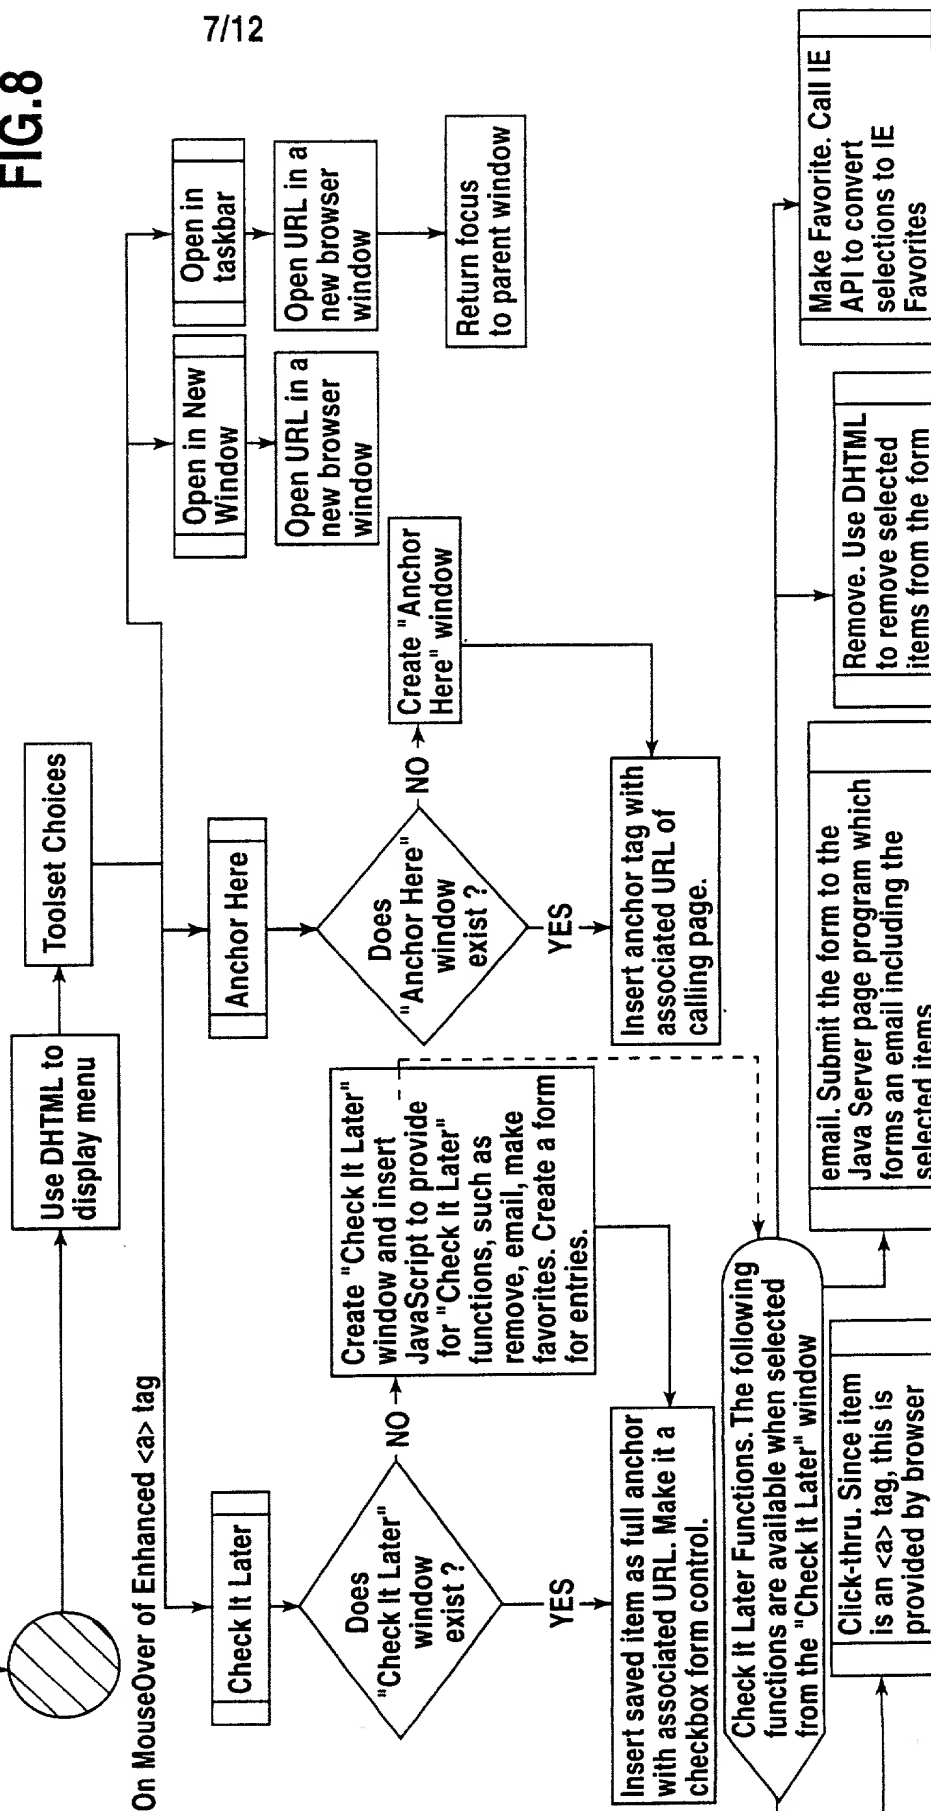 7/12
FIG.8
On MouseOver of Enhanced <a> tag
Use DHTML to
display menu
Toolset Choices
Check It Later
Does
"Check It Later"
window
exist ?
NO
YES
Create "Check It Later"
window and insert
JavaScript to provide
for "Check It Later"
functions, such as
remove, email, make
favorites. Create a form
for entries.
Insert saved item as full anchor
with associated URL. Make it a
checkbox form control.
Anchor Here
Does
"Anchor Here"
window
exist ?
NO
YES
Create "Anchor
Here" window
Insert anchor tag with
associated URL of
calling page.
Open in New
Window
Open URL in a
new browser
window
Open in
taskbar
Open URL in a
new browser
window
Return focus
to parent window
Check It Later Functions. The following
functions are available when selected
from the "Check It Later" window
Click-thru. Since item
is an <a> tag, this is
provided by browser
email. Submit the form to the
Java Server page program which
forms an email including the
selected items
Remove. Use DHTML
to remove selected
items from the form
Make Favorite. Call IE
API to convert
selections to IE
Favorites